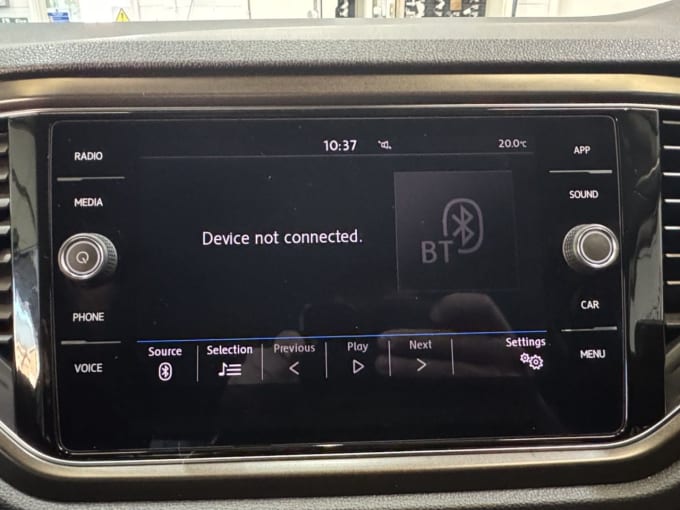 10:37 20.0°C
RADIO
MEDIA
PHONE
VOICE
APP
SOUND
CAR
MENU
Device not connected.
BT
Source
Selection
Previous
Play
Next
Settings